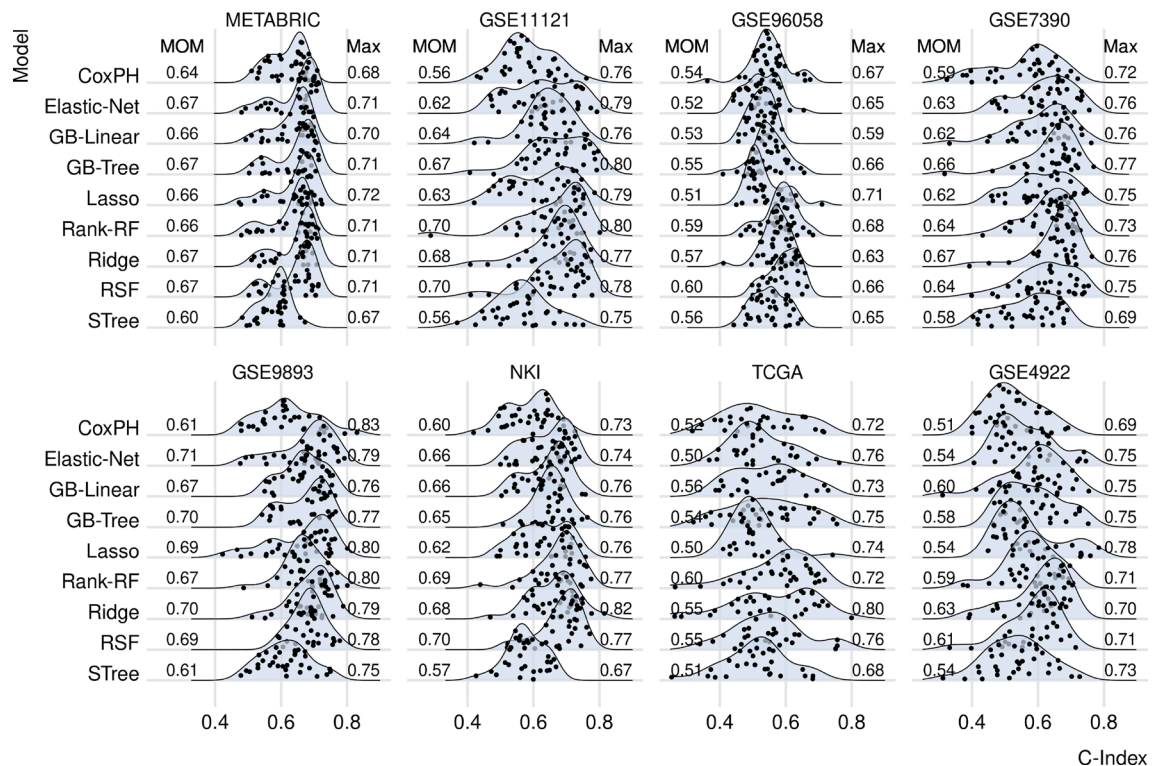 Model
METABRIC GSE11121 GSE96058 GSE7390
MOM Max MOM Max MOM Max MOM Max
CoxPH 0.64 0.68 0.56 0.76 0.54 0.67 0.59 0.72
Elastic-Net 0.67 0.71 0.62 0.79 0.52 0.65 0.63 0.76
GB-Linear 0.66 0.70 0.64 0.76 0.53 0.59 0.62 0.76
GB-Tree 0.67 0.71 0.67 0.80 0.55 0.66 0.66 0.77
Lasso 0.66 0.72 0.63 0.79 0.51 0.71 0.62 0.75
Rank-RF 0.66 0.71 0.70 0.80 0.59 0.68 0.64 0.73
Ridge 0.67 0.71 0.68 0.77 0.57 0.63 0.67 0.76
RSF 0.67 0.71 0.70 0.78 0.60 0.66 0.64 0.75
STree 0.60 0.67 0.56 0.75 0.56 0.65 0.58 0.69
GSE9893 NKI TCGA GSE4922
CoxPH 0.61 0.83 0.60 0.73 0.52 0.72 0.51 0.69
Elastic-Net 0.71 0.79 0.66 0.74 0.50 0.76 0.54 0.75
GB-Linear 0.67 0.76 0.66 0.76 0.56 0.73 0.60 0.75
GB-Tree 0.70 0.77 0.65 0.76 0.54 0.75 0.58 0.75
Lasso 0.69 0.80 0.62 0.76 0.50 0.74 0.54 0.78
Rank-RF 0.67 0.80 0.69 0.77 0.60 0.72 0.59 0.71
Ridge 0.70 0.79 0.68 0.82 0.55 0.80 0.63 0.70
RSF 0.69 0.78 0.70 0.77 0.55 0.76 0.61 0.71
STree 0.61 0.75 0.57 0.67 0.51 0.68 0.54 0.73
0.4 0.6 0.8 0.4 0.6 0.8 0.4 0.6 0.8 0.4 0.6 0.8
C-Index